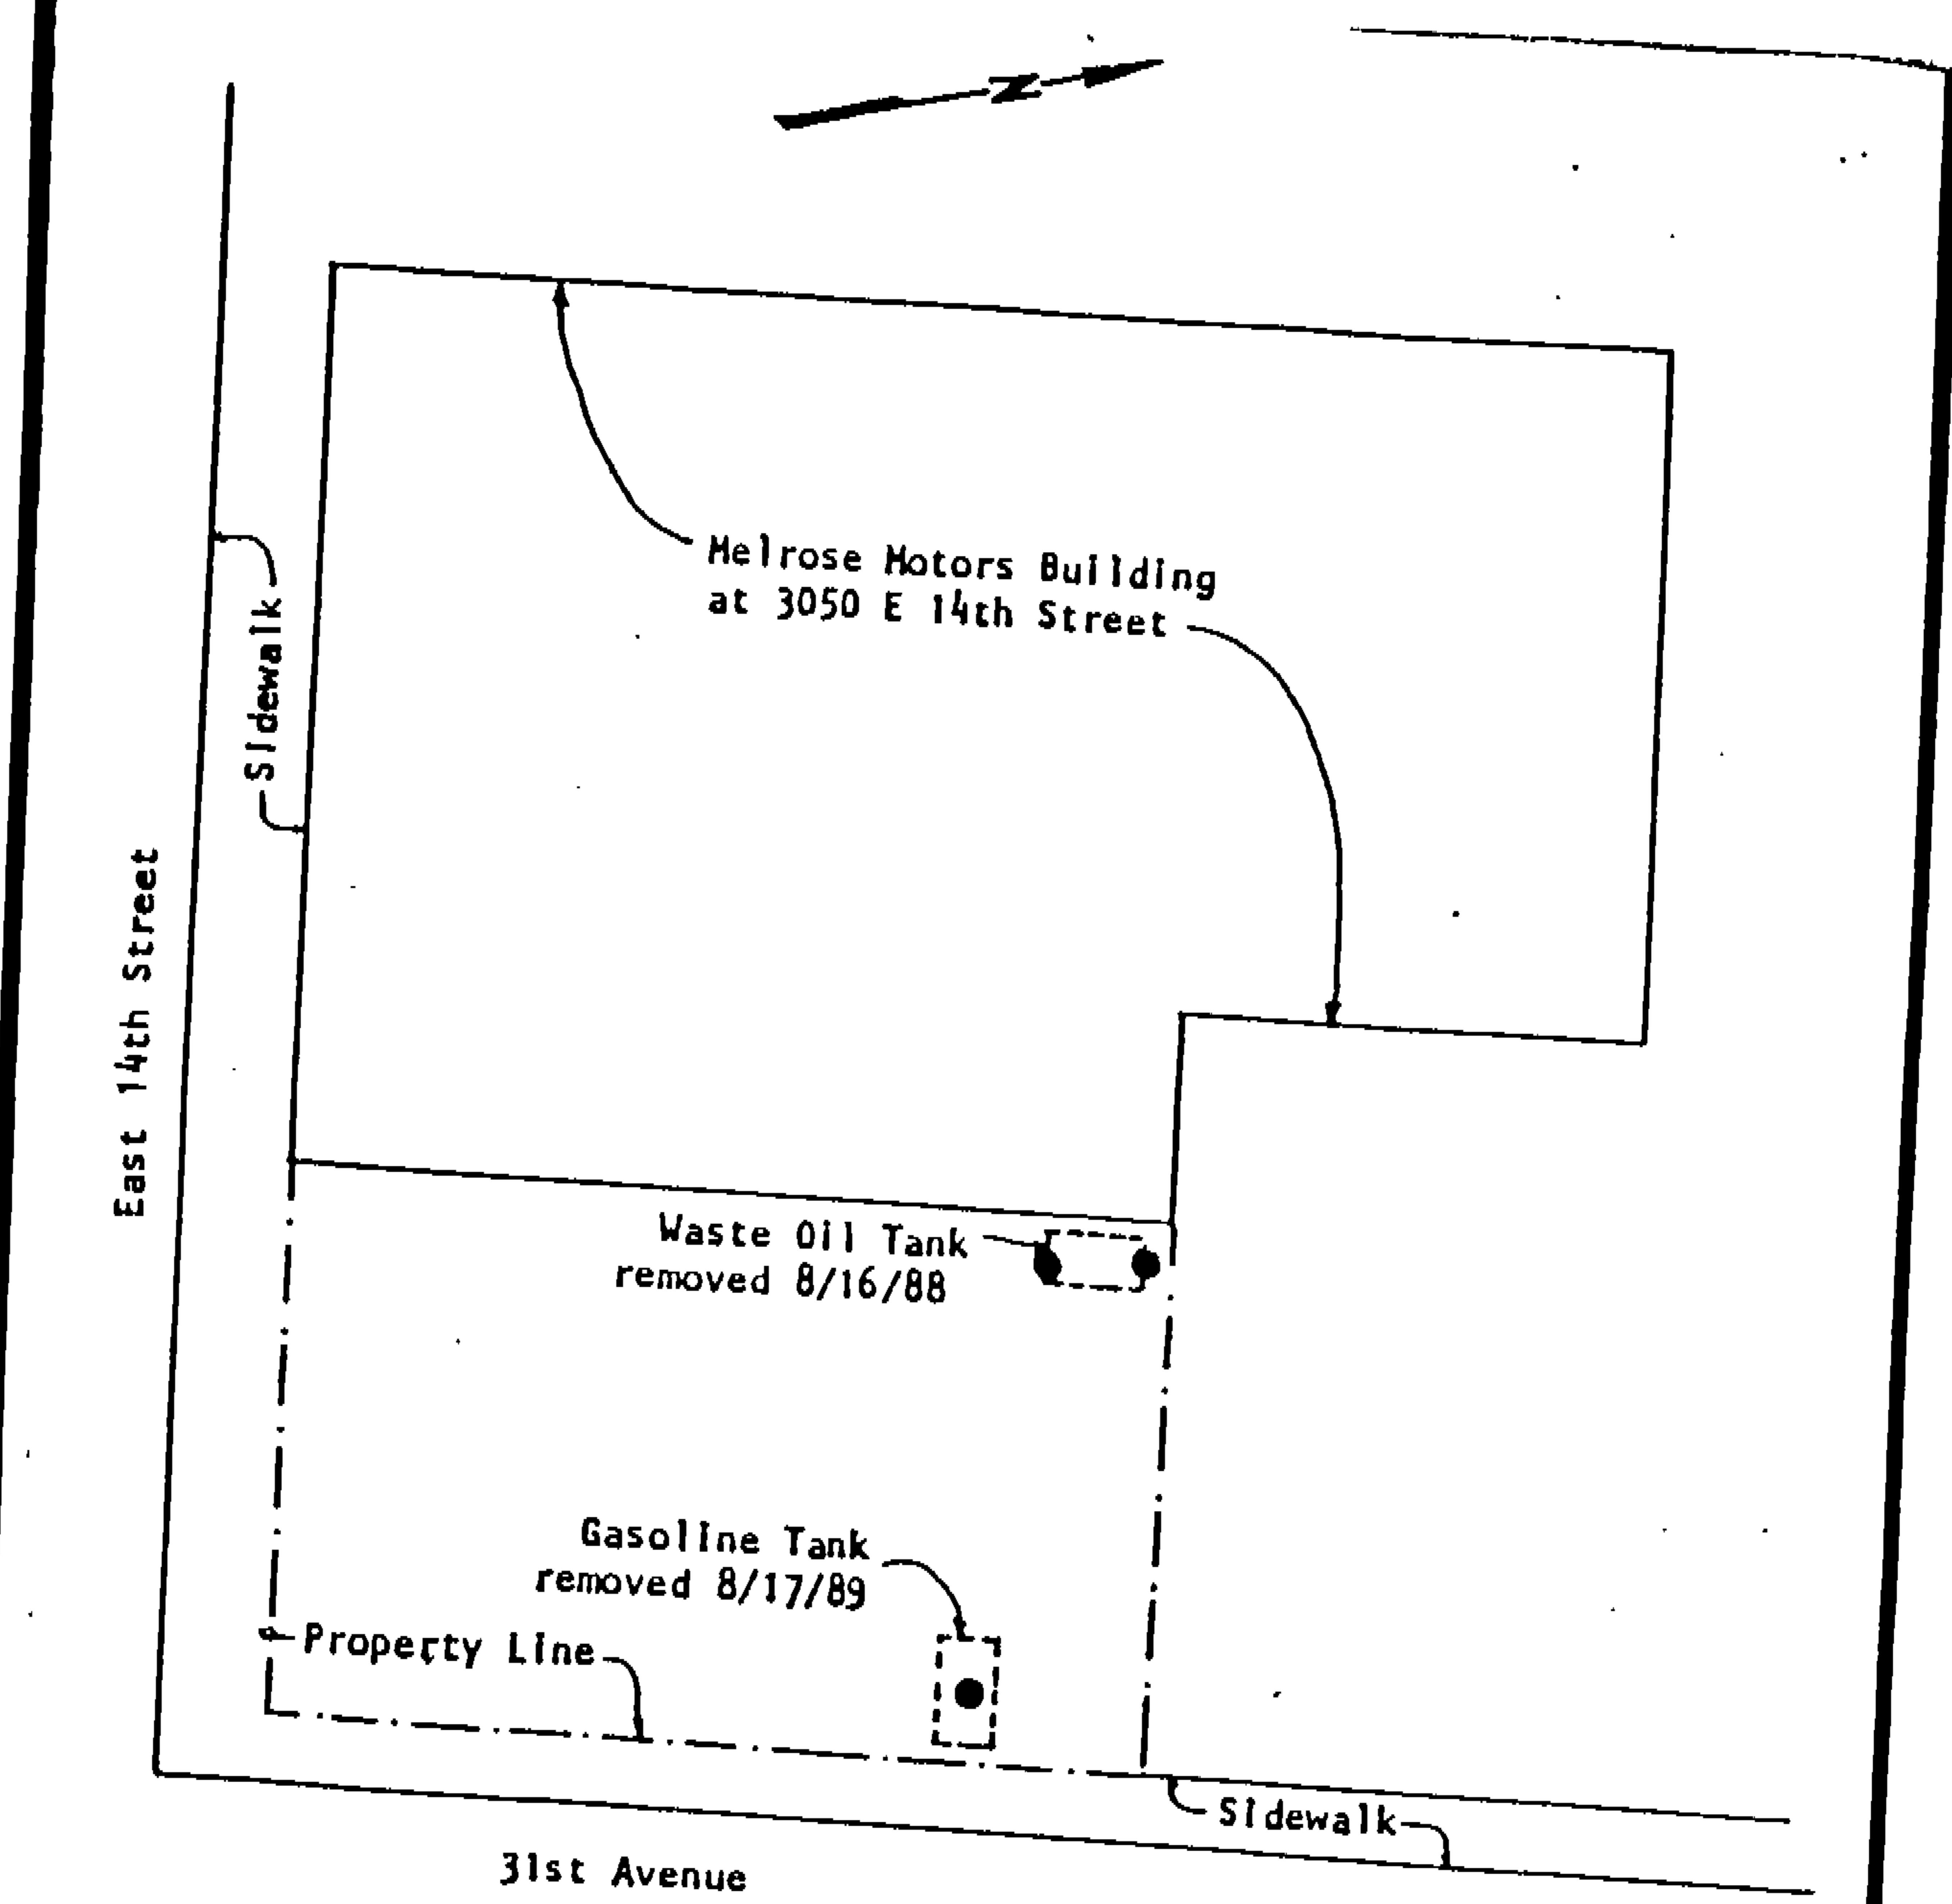 N
Melrose Motors Building
at 3050 E 14th Street
Sidewalk
East 14th Street
Waste Oil Tank
removed 8/16/88
Gasoline Tank
removed 8/17/89
Property Line
Sidewalk
31st Avenue